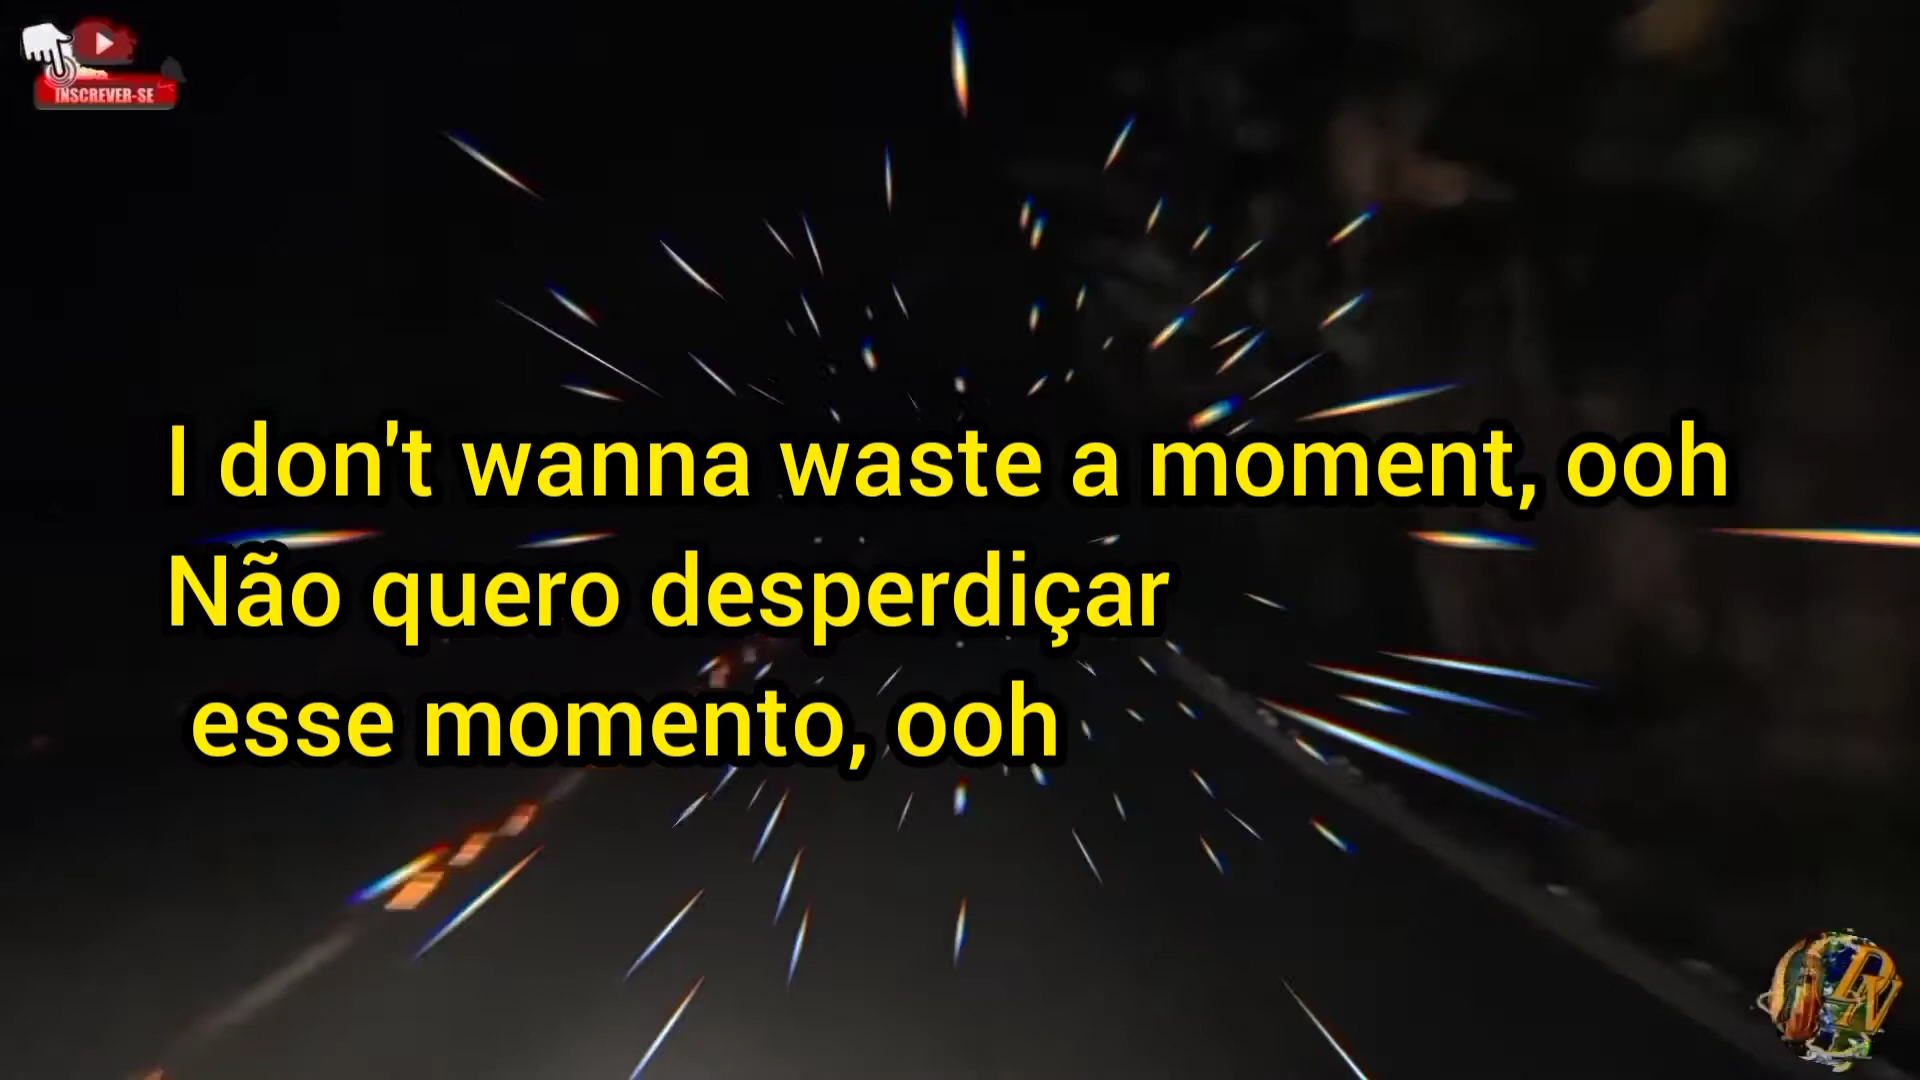 INSCREVER-SE
I don't wanna waste a moment, ooh
Não quero desperdiçar
esse momento, ooh